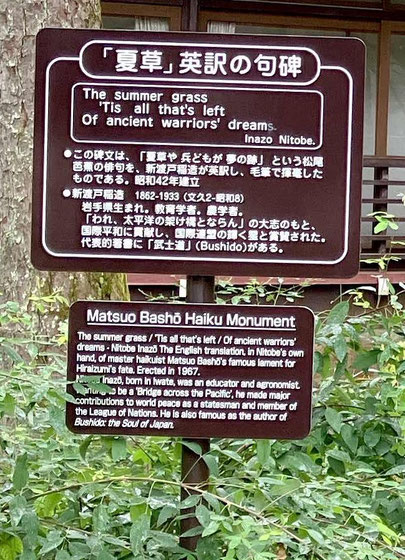 「夏草」英訳の句碑
The summer grass
'Tis all that's left
Of ancient warriors' dreams.
Inazo Nitobe.
●この碑文は、「夏草や 兵どもが 夢の跡」という松尾
芭蕉の俳句を、新渡戸稲造が英訳し、毛筆で揮毫した
ものである。昭和42年建立
●新渡戸稲造 1862-1933(文久2-昭和8)
岩手県生まれ。教育学者。農学者。
「われ、太平洋の架け橋とならん」の大志のもと、
国際平和に貢献し、国際連盟の輝く星と賞賛された。
代表的著書に「武士道」(Bushido)がある。
Matsuo Bashō Haiku Monument
The summer grass / 'Tis all that's left / Of ancient warriors'
dreams - Nitobe Inazō The English translation, in Nitobe's own
hand, of master haikuist Matsuo Bashō's famous lament for
Hiraizumi's fate. Erected in 1967.
Inazō, born in Iwate, was an educator and agronomist.
to be a 'Bridge across the Pacific', he made major
contributions to world peace as a statesman and member of
the League of Nations. He is also famous as the author of
Bushido: the Soul of Japan.